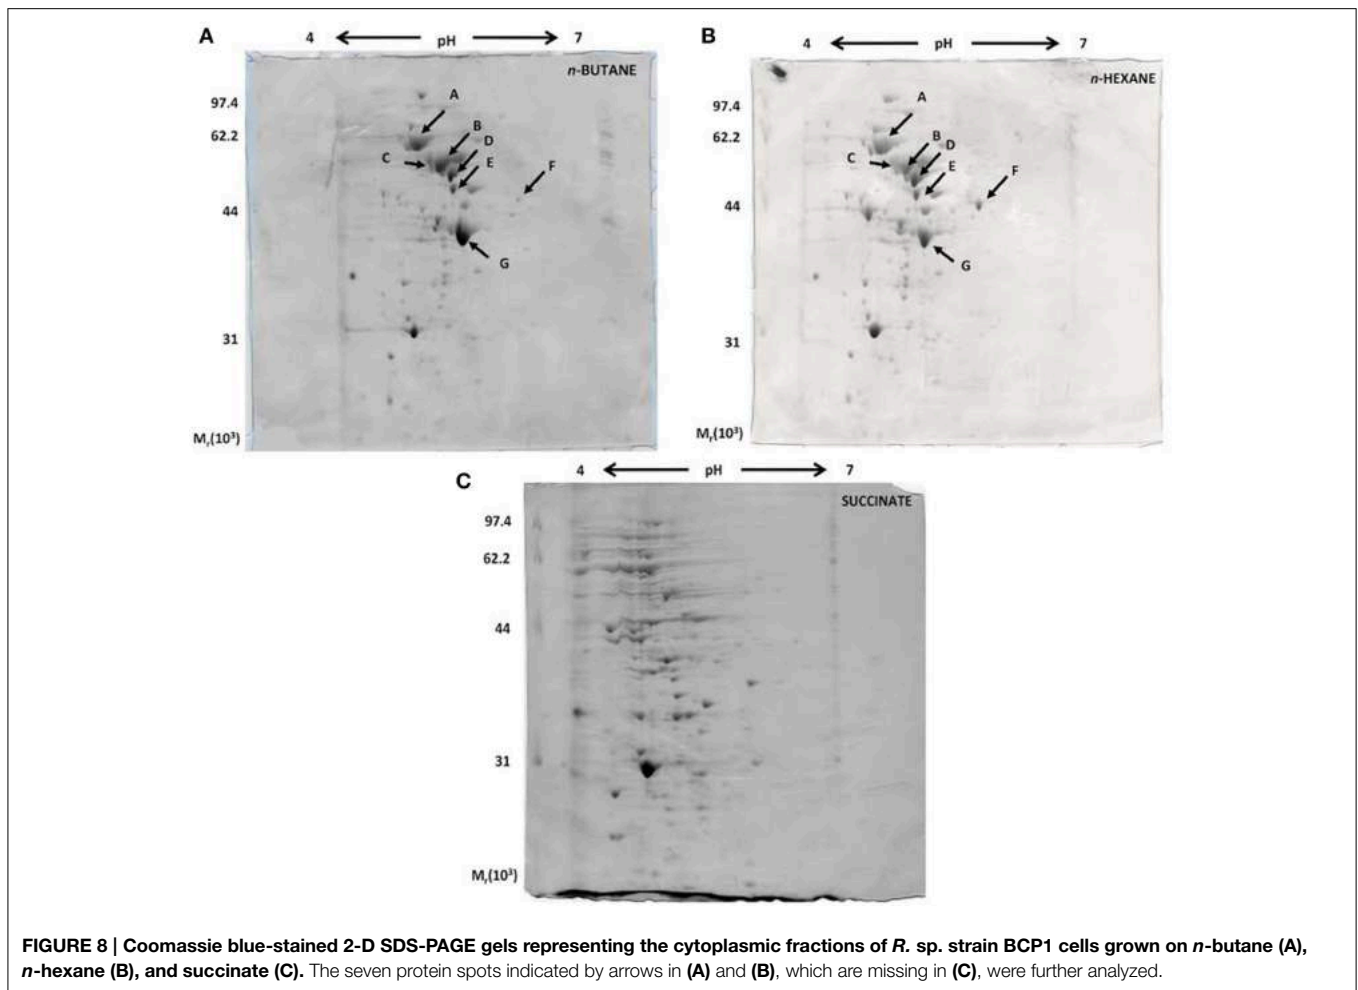 A
4
pH
7
n-BUTANE
97.4
62.2
44
31
Mr(10³)
A
B
D
C
E
F
G
B
4
pH
7
n-HEXANE
97.4
62.2
44
31
Mr(10³)
A
B
D
C
E
F
G
C
4
pH
7
SUCCINATE
97.4
62.2
44
31
Mr(10³)
FIGURE 8 | Coomassie blue-stained 2-D SDS-PAGE gels representing the cytoplasmic fractions of R. sp. strain BCP1 cells grown on n-butane (A),
n-hexane (B), and succinate (C). The seven protein spots indicated by arrows in (A) and (B), which are missing in (C), were further analyzed.